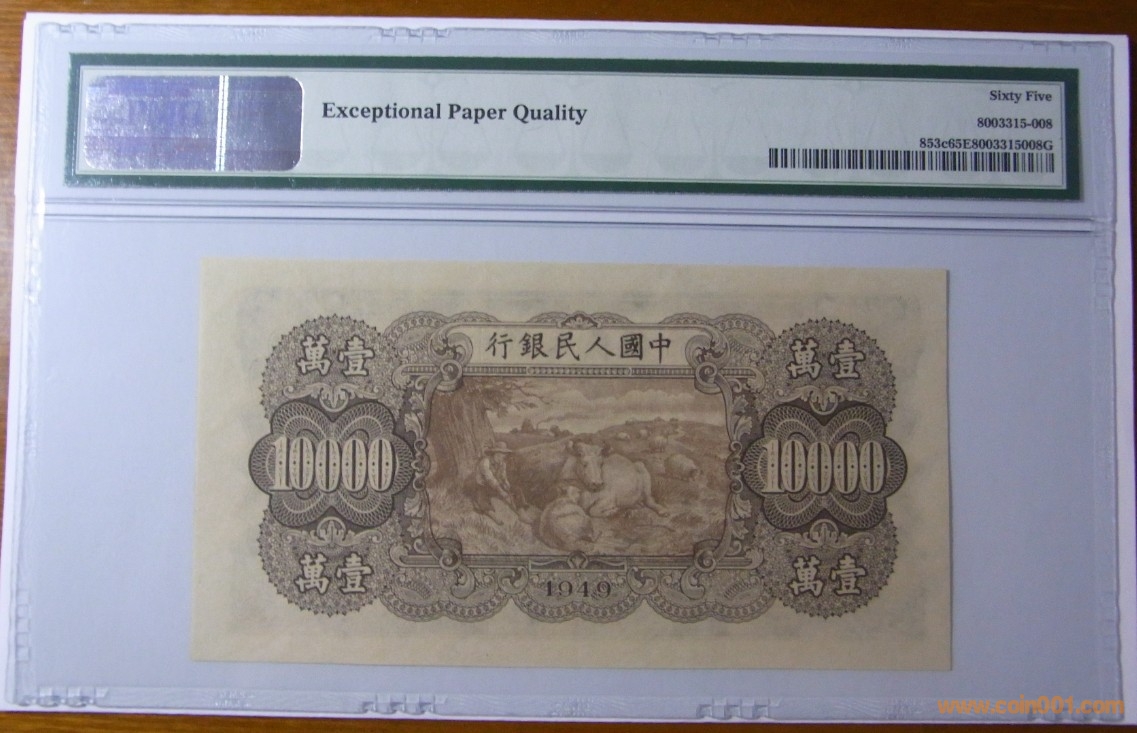 Exceptional Paper Quality
Sixty Five
8003315-008
853c65E8003315008G
行銀民人國中
萬壹
萬壹
10000
10000
萬壹
萬壹
1949
www.coin001.com